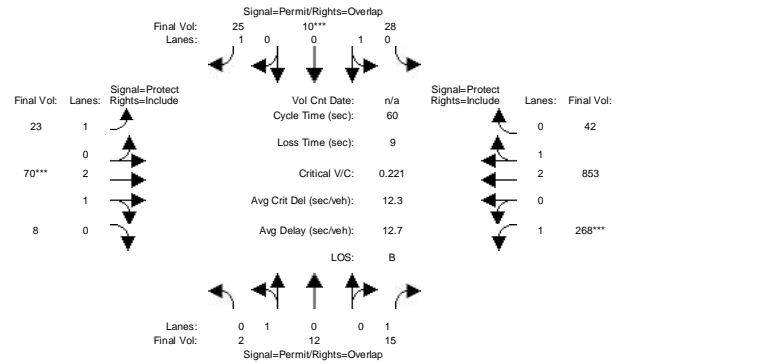 Signal=Permit/Rights=Overlap
Final Vol: 25 10*** 28
Lanes: 1 0 0 1 0
Signal=Protect Signal=Protect
Final Vol: Lanes: Rights=Include Vol Cnt Date: n/a Rights=Include Lanes: Final Vol:
Cycle Time (sec): 60
23 1 0 42
Loss Time (sec): 9
0 1
70*** 2 Critical V/C: 0.221 2 853
1 Avg Crit Del (sec/veh): 12.3 0
8 0 Avg Delay (sec/veh): 12.7 1 268***
LOS: B
Lanes: 0 1 0 0 1
Final Vol: 2 12 15
Signal=Permit/Rights=Overlap